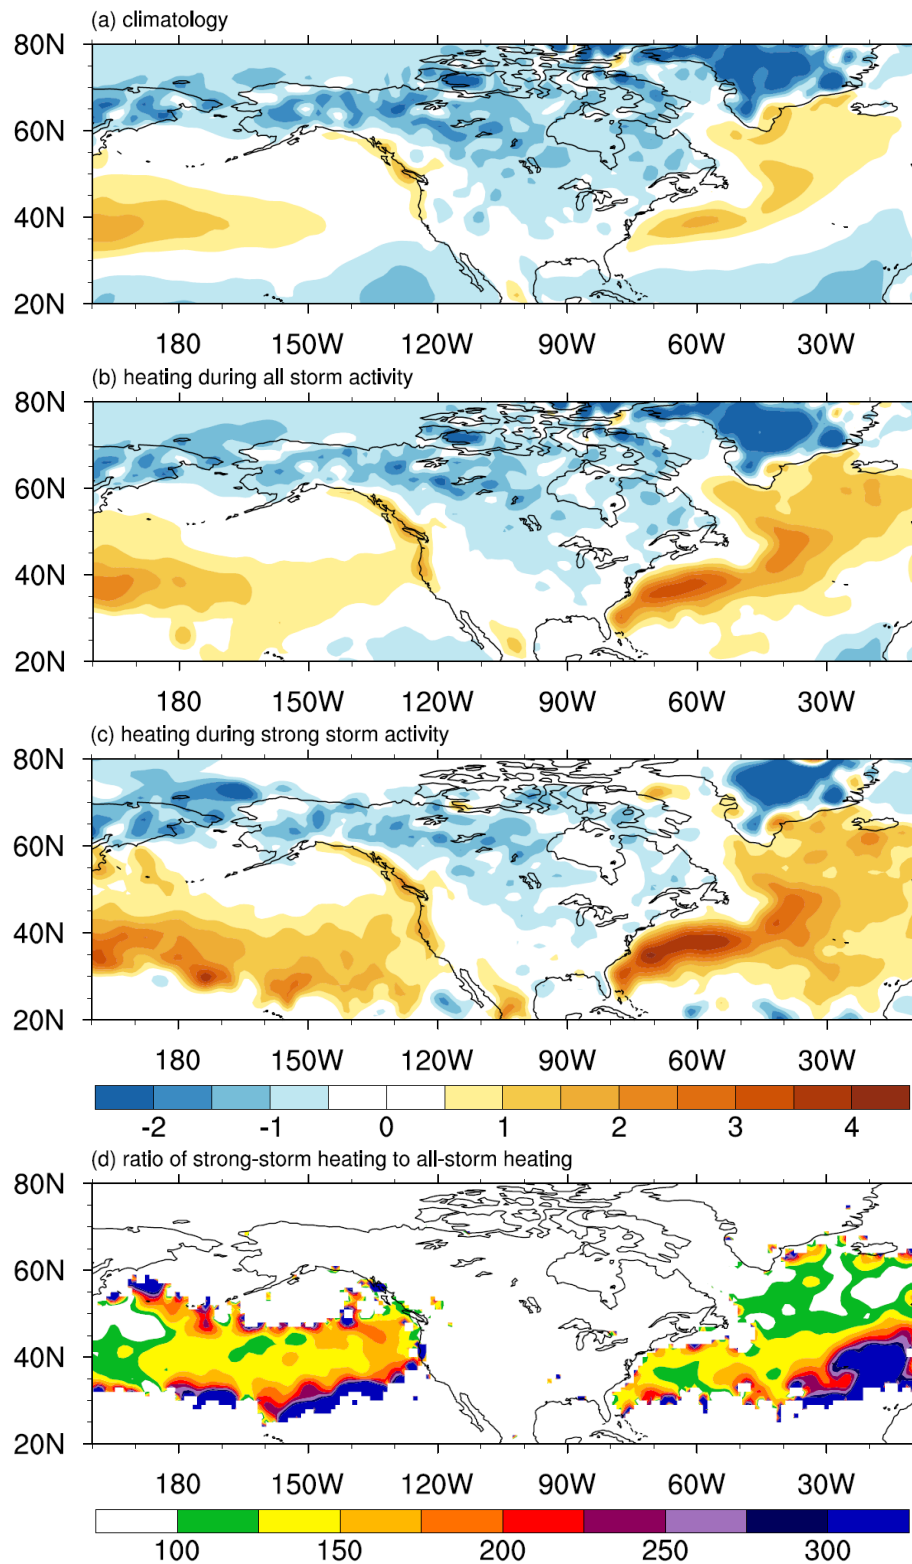 (a) climatology
80N
60N
40N
20N
180 150W 120W 90W 60W 30W
(b) heating during all storm activity
80N
60N
40N
20N
180 150W 120W 90W 60W 30W
(c) heating during strong storm activity
80N
60N
40N
20N
180 150W 120W 90W 60W 30W
-2 -1 0 1 2 3 4
(d) ratio of strong-storm heating to all-storm heating
80N
60N
40N
20N
180 150W 120W 90W 60W 30W
100 150 200 250 300